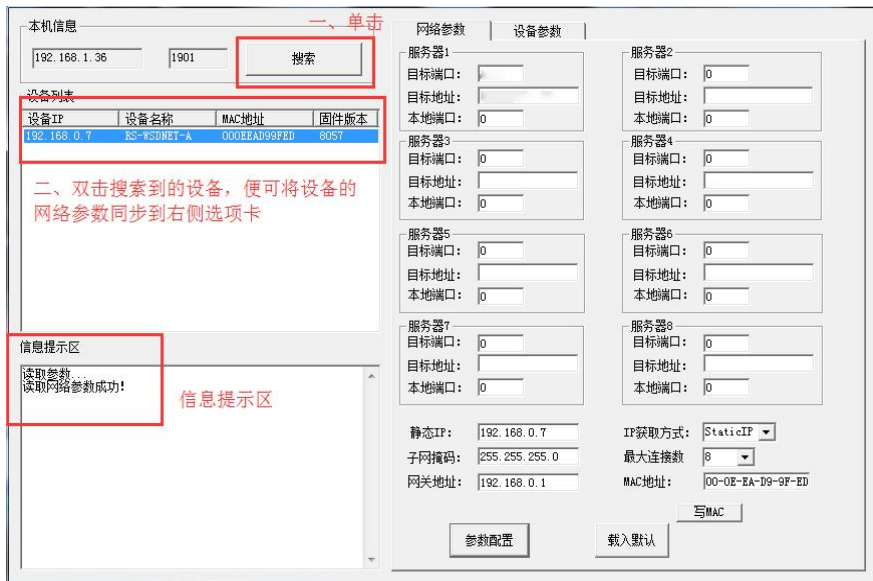 一、单击
本机信息
192.168.1.36 1901 搜索
设备列表
设备IP 设备名称 MAC地址 固件版本
192.168.0.7 RS-WSDNET-A 000EEAD99FED 8057
二、双击搜索到的设备，便可将设备的
网络参数同步到右侧选项卡
信息提示区
读取参数...
读取网络参数成功!
信息提示区
网络参数 设备参数
服务器1
目标端口:
目标地址:
本地端口: 0
服务器2
目标端口: 0
目标地址:
本地端口: 0
服务器3
目标端口: 0
目标地址:
本地端口: 0
服务器4
目标端口: 0
目标地址:
本地端口: 0
服务器5
目标端口: 0
目标地址:
本地端口: 0
服务器6
目标端口: 0
目标地址:
本地端口: 0
服务器7
目标端口: 0
目标地址:
本地端口: 0
服务器8
目标端口: 0
目标地址:
本地端口: 0
静态IP: 192.168.0.7 IP获取方式: StaticIP
子网掩码: 255.255.255.0 最大连接数 8
网关地址: 192.168.0.1 MAC地址: 00-0E-EA-D9-9F-ED
写MAC
参数配置 载入默认